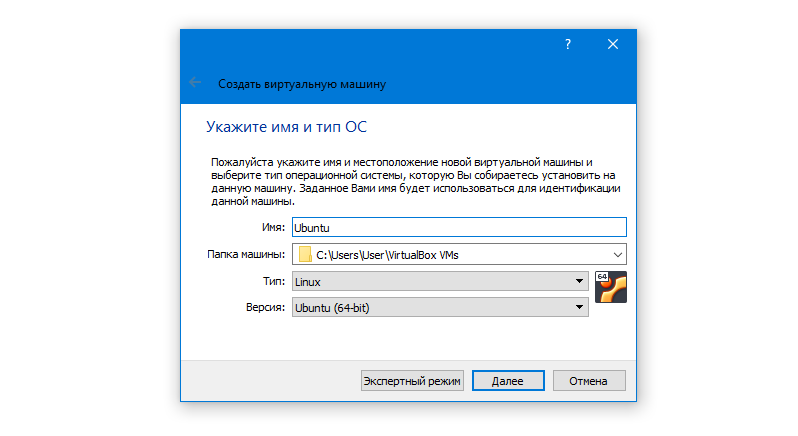 ?
Создать виртуальную машину
Укажите имя и тип ОС
Пожалуйста укажите имя и местоположение новой виртуальной машины и
выберите тип операционной системы, которую Вы собираетесь установить на
данную машину. Заданное Вами имя будет использоваться для идентификации
данной машины.
Имя: Ubuntu
Папка машины: C:\Users\User\VirtualBox VMs
Тип: Linux
64
Версия: Ubuntu (64-bit)
Экспертный режим Далее Отмена